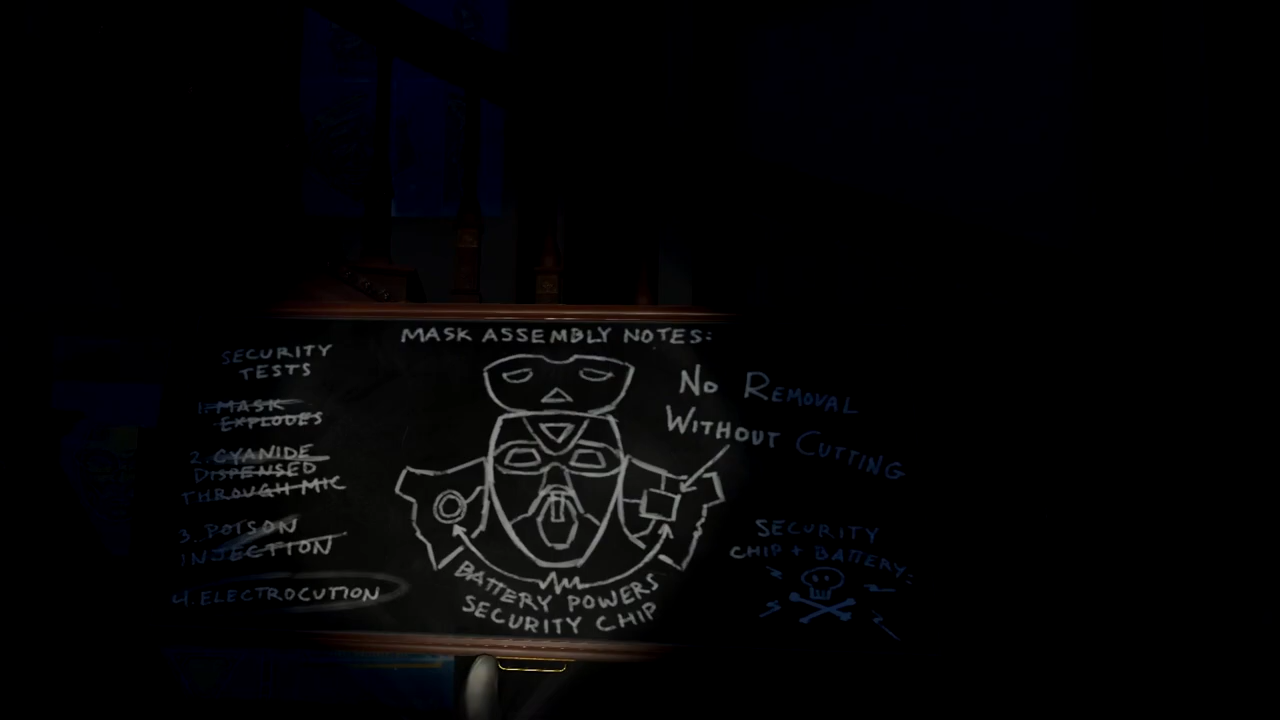 MASK ASSEMBLY NOTES:
SECURITY
TESTS
1. MASK
EXPLODES
2. CYANIDE
DISPENSED
THROUGH MIC
3. POISON
INJECTION
4. ELECTROCUTION
NO REMOVAL
WITHOUT CUTTING
BATTERY POWERS
SECURITY CHIP
SECURITY
CHIP + BATTERY: